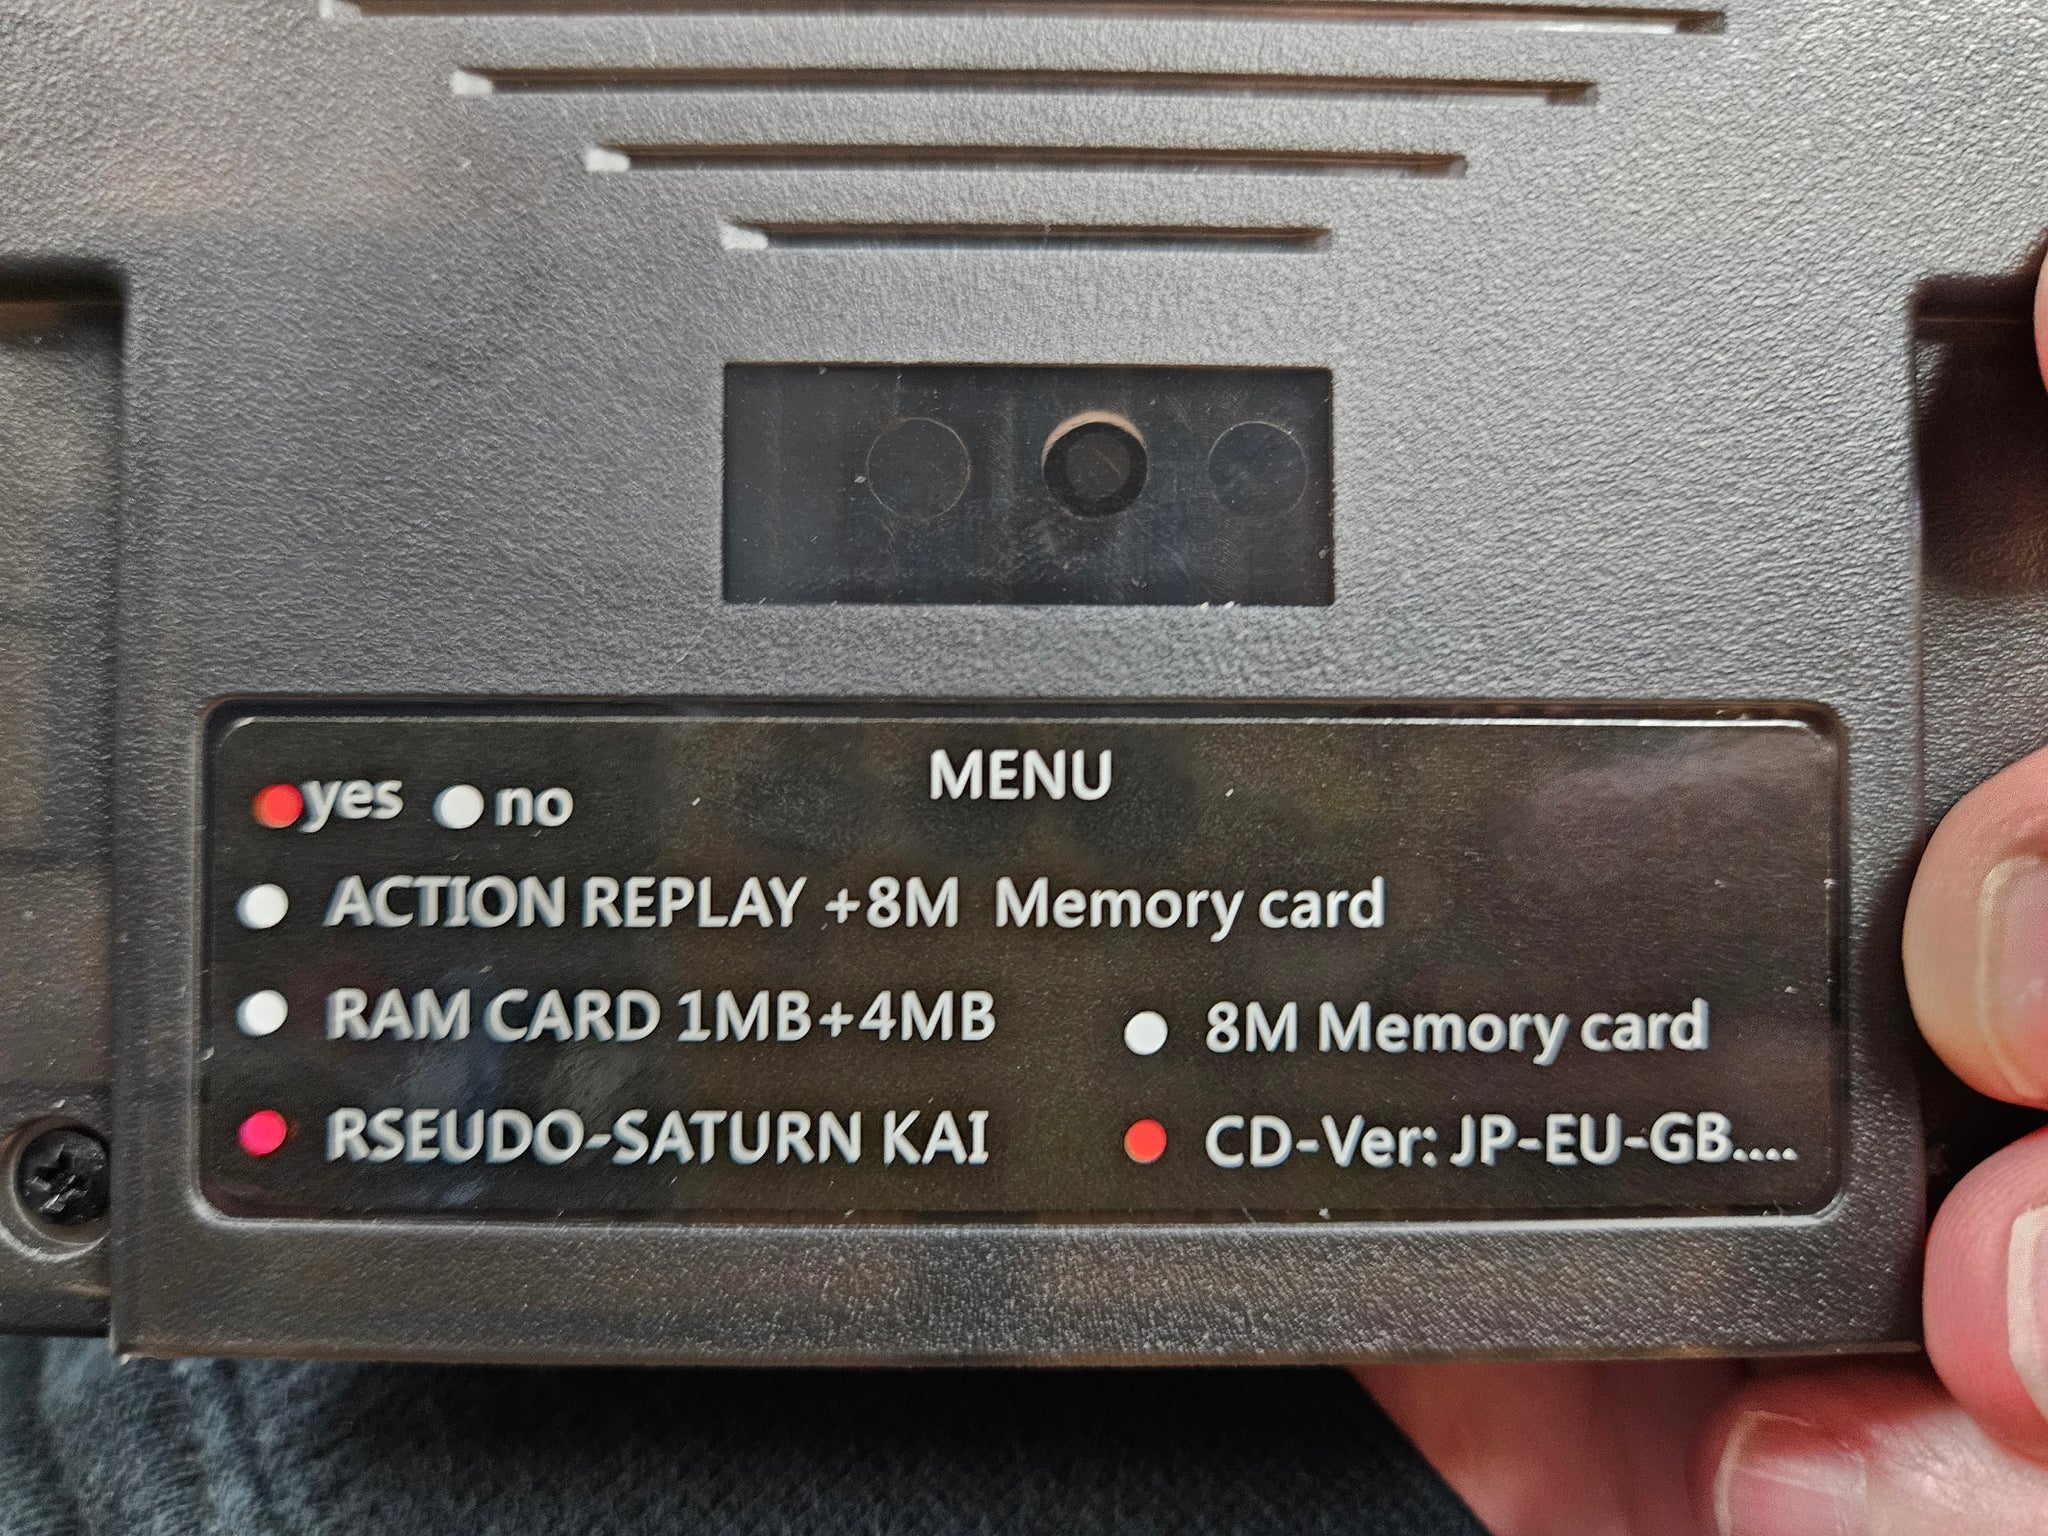 MENU
yes no
ACTION REPLAY +8M Memory card
RAM CARD 1MB+4MB
8M Memory card
RSEUDO-SATURN KAI
CD-Ver: JP-EU-GB....